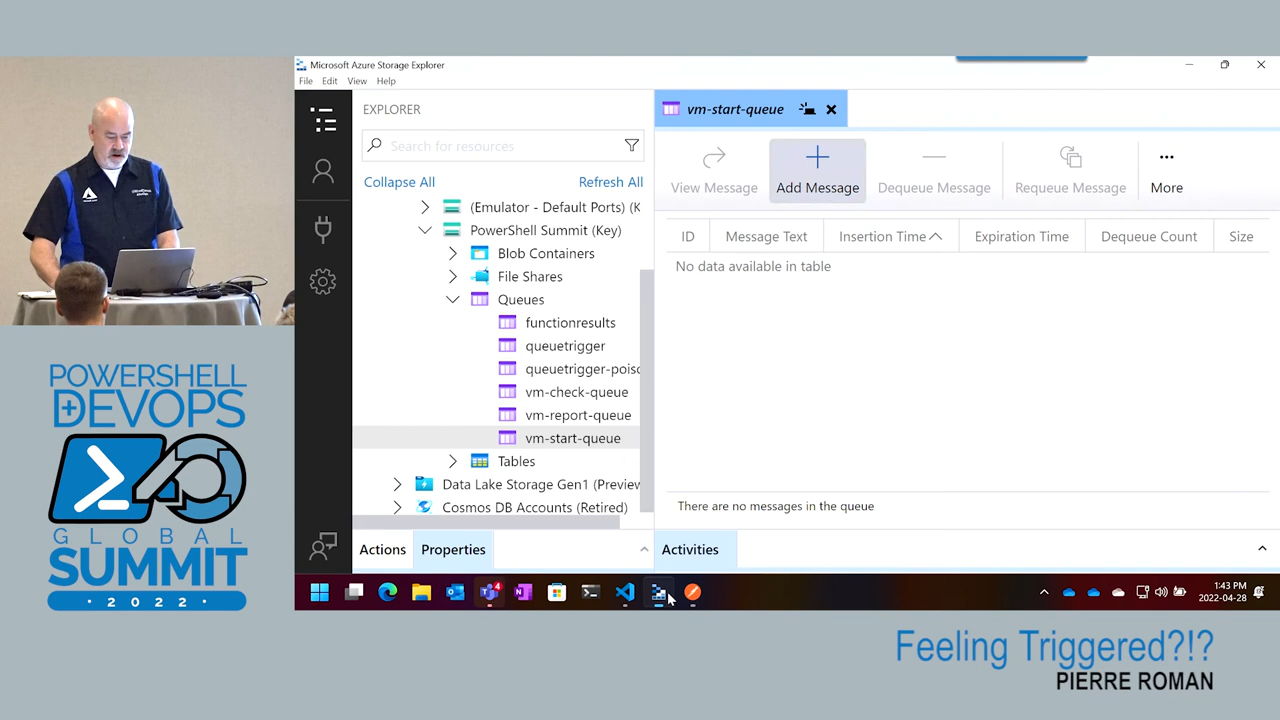 Microsoft Azure Storage Explorer
File Edit View Help
EXPLORER
Search for resources
Collapse All
Refresh All
(Emulator - Default Ports) (K
PowerShell Summit (Key)
Blob Containers
File Shares
Queues
functionresults
queuetrigger
queuetrigger-poiso
vm-check-queue
vm-report-queue
vm-start-queue
Tables
Data Lake Storage Gen1 (Preview
Cosmos DB Accounts (Retired)
Actions
Properties
vm-start-queue
View Message
Add Message
Dequeue Message
Requeue Message
More
ID
Message Text
Insertion Time
Expiration Time
Dequeue Count
Size
No data available in table
There are no messages in the queue
Activities
4
1:43 PM
2022-04-28
POWERSHELL
DEVOPS
GLOBAL
SUMMIT
· 2022 ·
Feeling Triggered?!?
PIERRE ROMAN